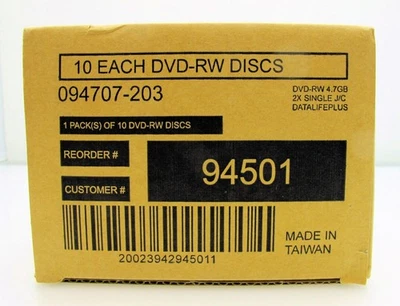 10 EACH DVD-RW DISCS
094707-203
DVD-RW 4.7GB
2X SINGLE J/C
DATALIFEPLUS
1 PACK(S) OF 10 DVD-RW DISCS
REORDER #
CUSTOMER #
94501
20023942945011
MADE IN
TAIWAN